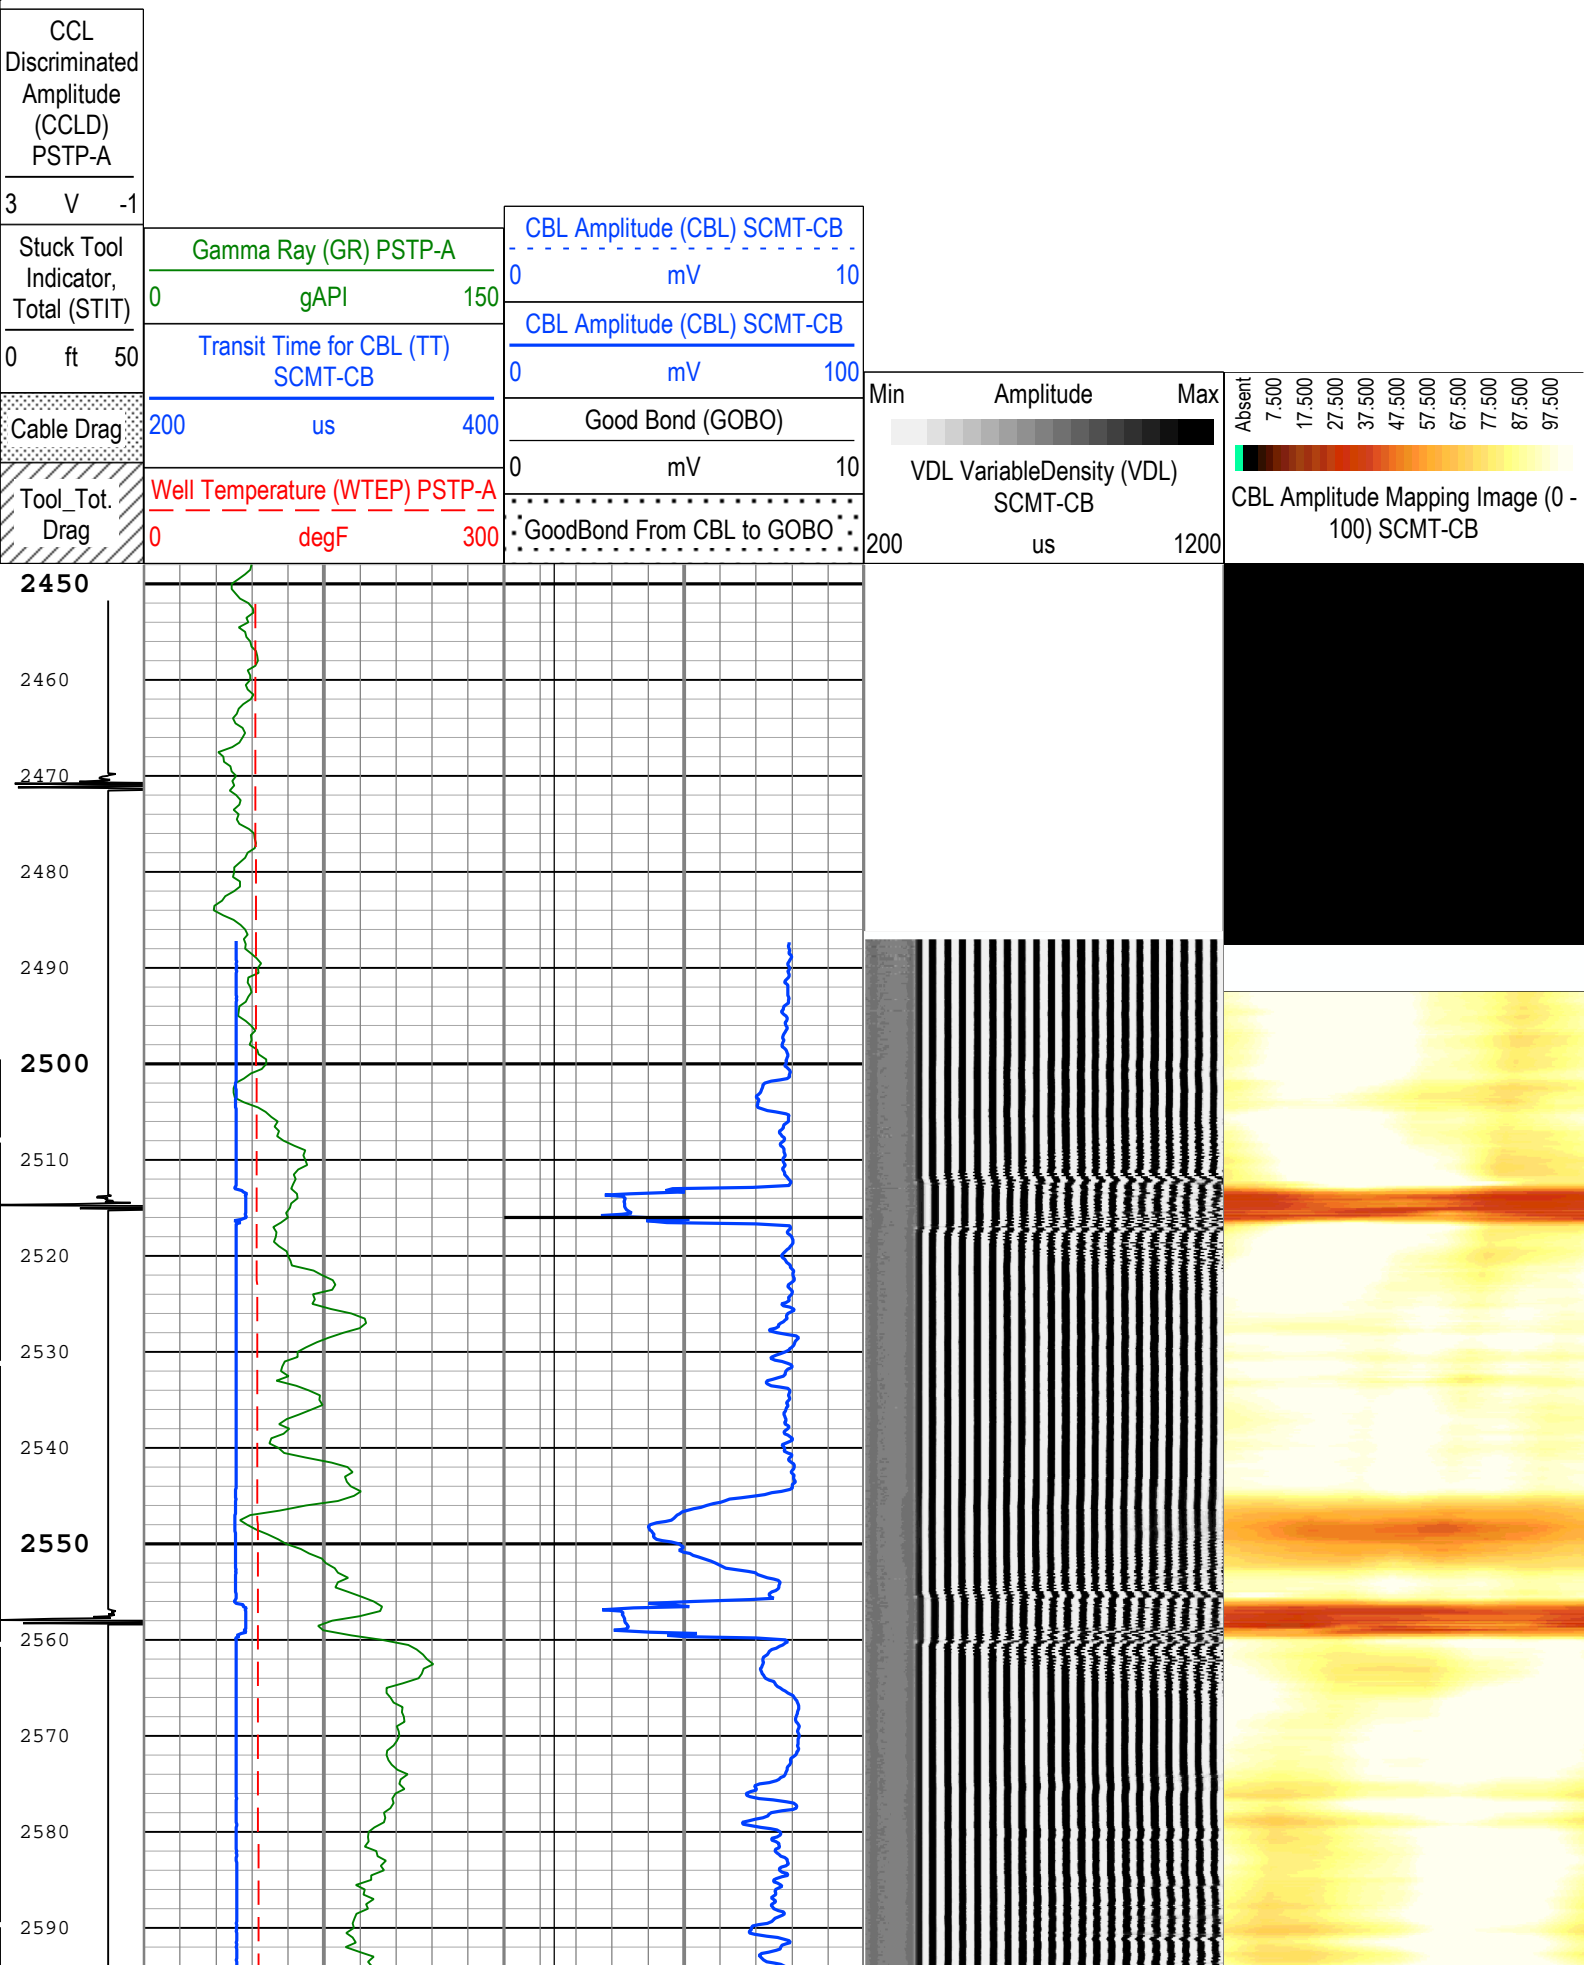 CCL
Discriminated
Amplitude
(CCLD)
PSTP-A
3 V -1
Stuck Tool
Indicator,
Total (STIT)
0 ft 50
Cable Drag
Tool_Tot.
Drag
Gamma Ray (GR) PSTP-A
0 gAPI 150
Transit Time for CBL (TT)
SCMT-CB
200 us 400
Well Temperature (WTEP) PSTP-A
0 degF 300
CBL Amplitude (CBL) SCMT-CB
0 mV 10
CBL Amplitude (CBL) SCMT-CB
0 mV 100
Good Bond (GOBO)
0 mV 10
GoodBond From CBL to GOBO
Min Amplitude Max
VDL VariableDensity (VDL)
SCMT-CB
200 us 1200
Absent
7.500
17.500
27.500
37.500
47.500
57.500
67.500
77.500
87.500
97.500
CBL Amplitude Mapping Image (0 -
100) SCMT-CB
2450
2460
2470
2480
2490
2500
2510
2520
2530
2540
2550
2560
2570
2580
2590